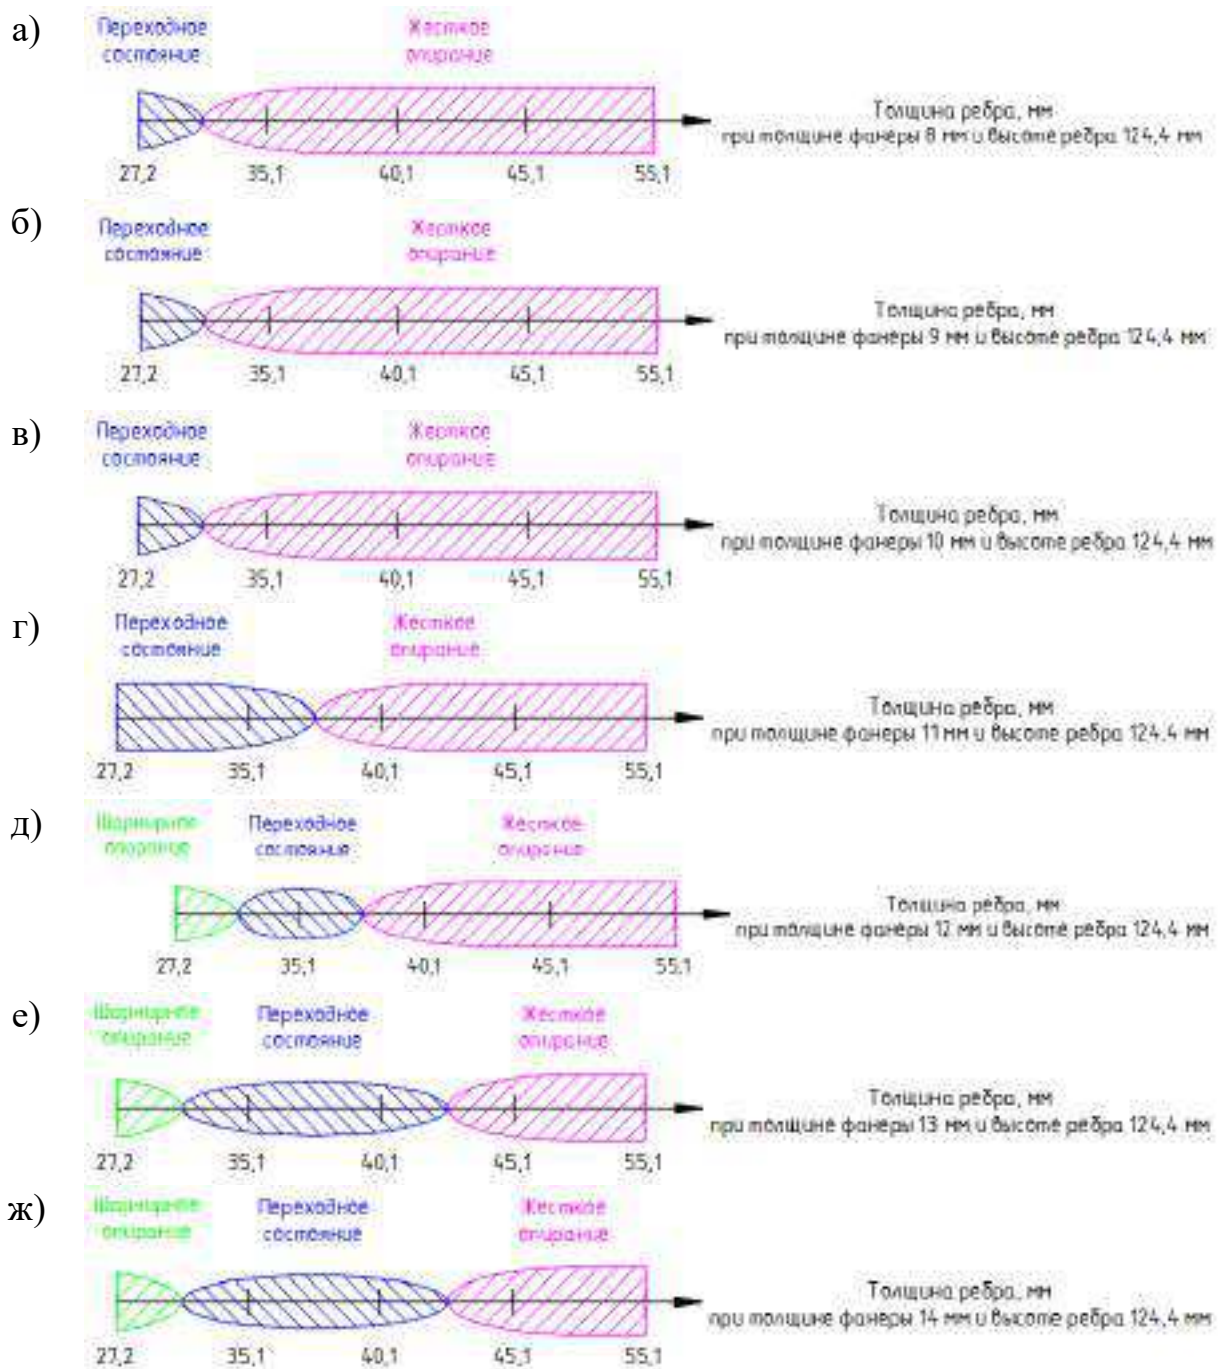 а)
Переходное
состояние
Жесткое
опирание
Толщина ребра, мм
при толщине фанеры 8 мм и высоте ребра 124,4 мм
27,2 35,1 40,1 45,1 55,1
б)
Переходное
состояние
Жесткое
опирание
Толщина ребра, мм
при толщине фанеры 9 мм и высоте ребра 124,4 мм
27,2 35,1 40,1 45,1 55,1
в)
Переходное
состояние
Жесткое
опирание
Толщина ребра, мм
при толщине фанеры 10 мм и высоте ребра 124,4 мм
27,2 35,1 40,1 45,1 55,1
г)
Переходное
состояние
Жесткое
опирание
Толщина ребра, мм
при толщине фанеры 11 мм и высоте ребра 124,4 мм
27,2 35,1 40,1 45,1 55,1
д)
Шарнирное
опирание
Переходное
состояние
Жесткое
опирание
Толщина ребра, мм
при толщине фанеры 12 мм и высоте ребра 124,4 мм
27,2 35,1 40,1 45,1 55,1
е)
Шарнирное
опирание
Переходное
состояние
Жесткое
опирание
Толщина ребра, мм
при толщине фанеры 13 мм и высоте ребра 124,4 мм
27,2 35,1 40,1 45,1 55,1
ж)
Шарнирное
опирание
Переходное
состояние
Жесткое
опирание
Толщина ребра, мм
при толщине фанеры 14 мм и высоте ребра 124,4 мм
27,2 35,1 40,1 45,1 55,1